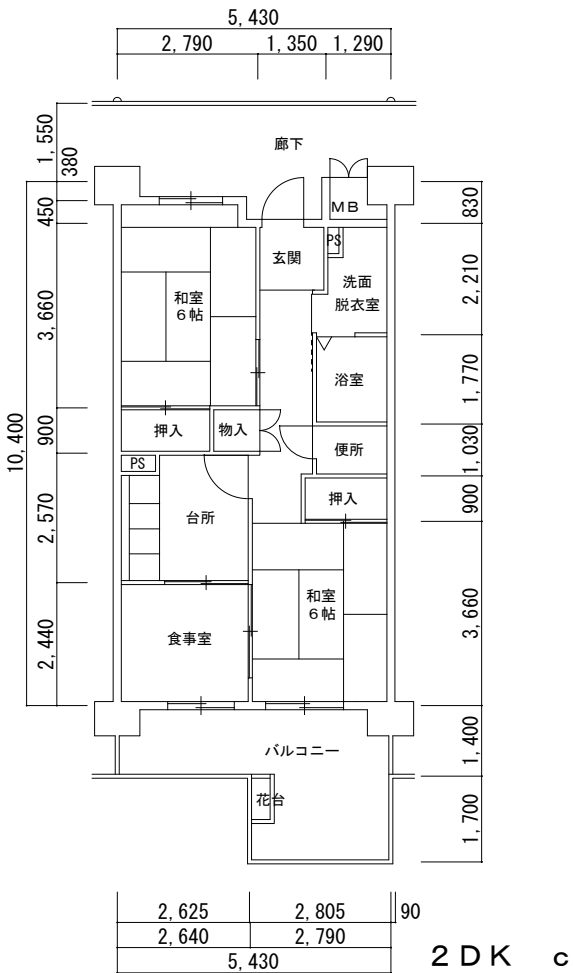 5,430
2,790 1,350 1,290
1,550
380
廊下
450
MB
830
玄関
PS
洗面
脱衣室
2,210
和室
6帖
3,660
浴室
1,770
10,400
900
押入
物入
便所
1,030
PS
押入
900
2,570
台所
和室
6帖
3,660
2,440
食事室
バルコニー
1,400
花台
1,700
2,625 2,805 90
2,640 2,790
5,430
2DK c